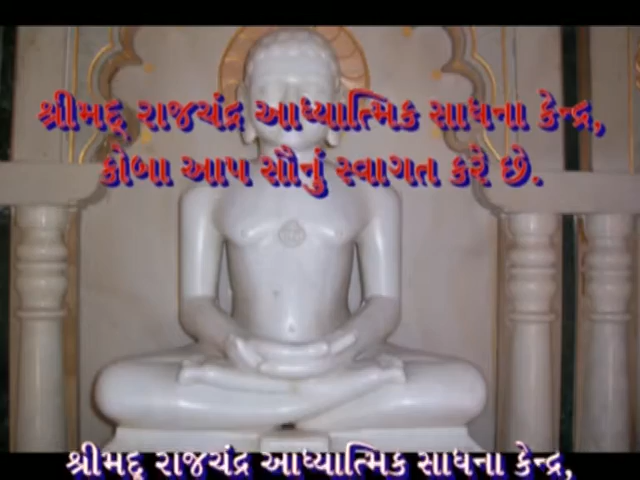 શ્રીમદ્ રાજચંદ્ર આધ્યાત્મિક સાધના કેન્દ્ર,
કોબા આપ સૌનું સ્વાગત કરે છે.
શ્રીમદ્ રાજચંદ્ર આધ્યાત્મિક સાધના કેન્દ્ર,